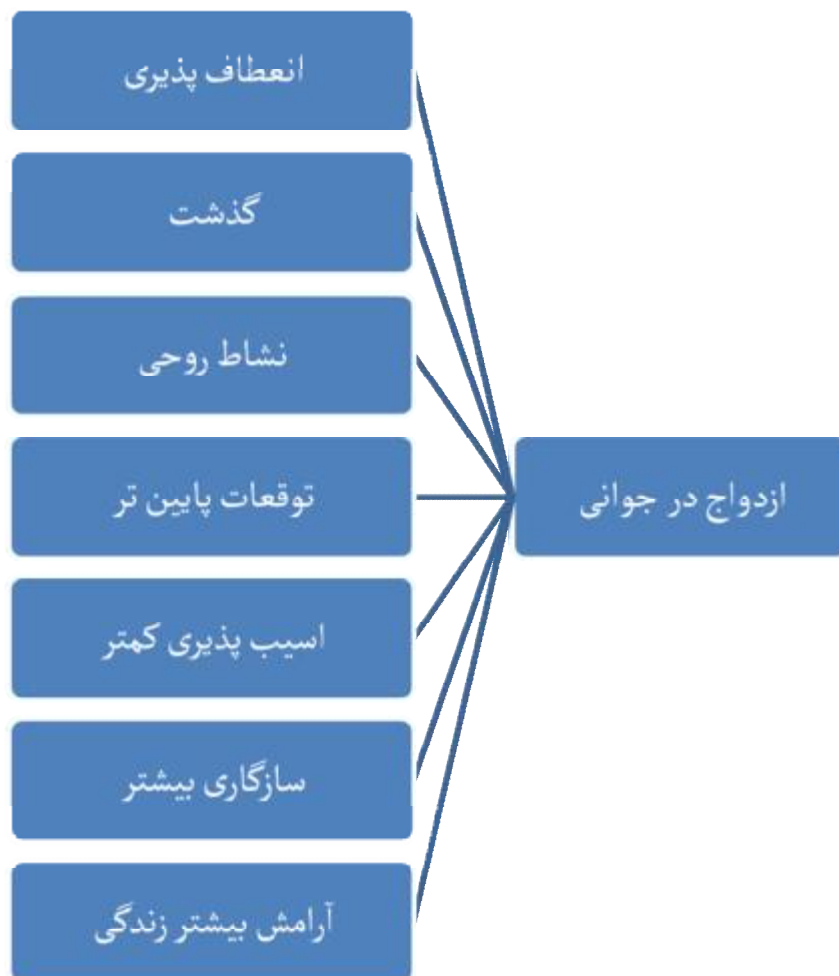 ازدواج در جوانی
انعطاف پذیری
گذشت
نشاط روحی
توقعات پایین تر
اسیب پذیری کمتر
سازگاری بیشتر
آرامش بیشتر زندگی